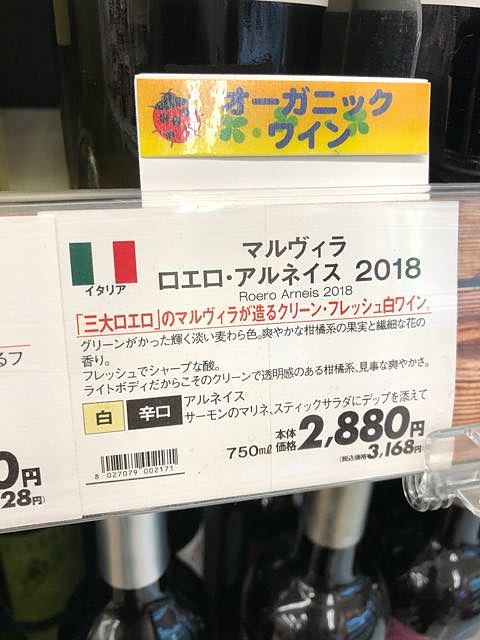 オーガニック
ワイン
イタリア
マルヴィラ
ロエロ・アルネイス 2018
Roero Arneis 2018
「三大ロエロ」のマルヴィラが造るクリーン・フレッシュ白ワイン。
グリーンがかった輝く淡い麦わら色。爽やかな柑橘系の果実と繊細な花の
香り。
フレッシュでシャープな酸。
ライトボディだからこそのクリーンで透明感のある柑橘系、見事な爽やかさ。
白 辛口 アルネイス
サーモンのマリネ、スティックサラダにディップを添えて
8 027079 002171
750㎖ 本体価格 2,880円
(税込価格 3,168円)
るフ
0円
28円)